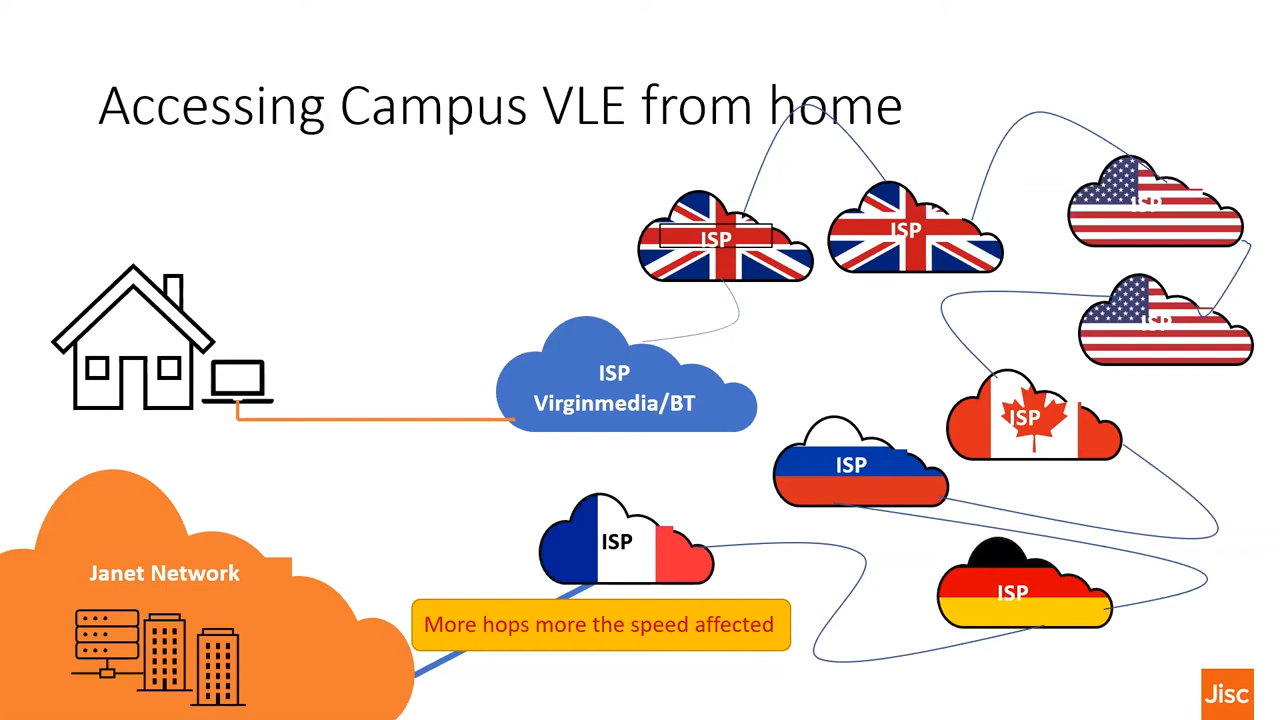 Accessing Campus VLE from home
ISP
ISP
ISP
ISP
ISP
Virginmedia/BT
ISP
ISP
ISP
ISP
ISP
Janet Network
More hops more the speed affected
Jisc